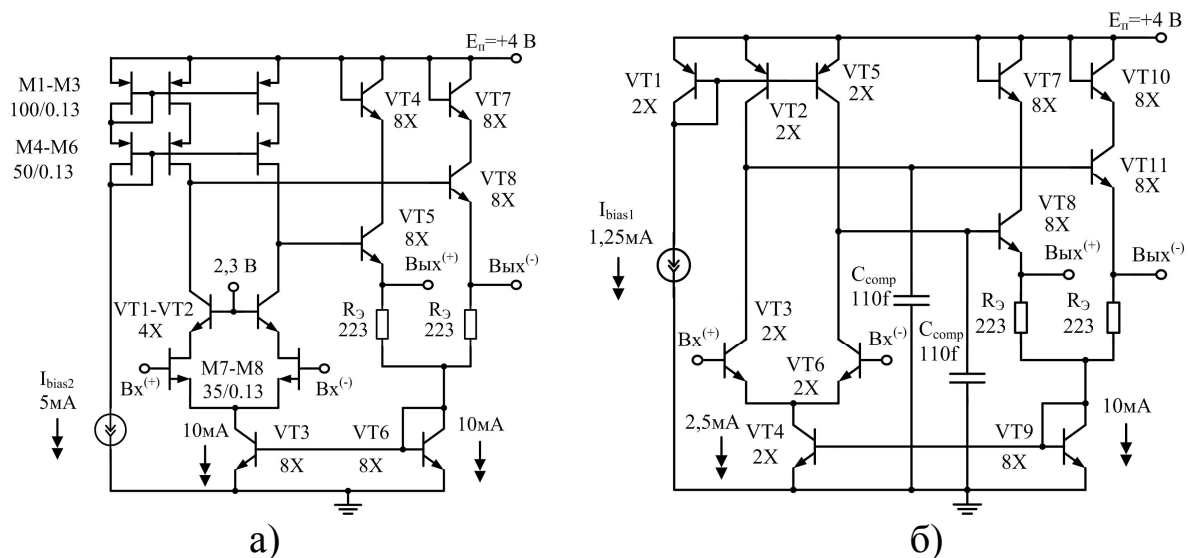 Eп=+4 В
M1-M3
100/0.13
M4-M6
50/0.13
VT4
8X
VT7
8X
VT8
8X
VT5
8X
2,3 В
Вых(+)
Вых(-)
VT1-VT2
4X
RЭ
223
RЭ
223
Вх(+)
M7-M8
35/0.13
Вх(-)
Ibias2
5мА
10мА
VT3
8X
VT6
8X
10мА
а)
Eп=+4 В
VT1
2X
VT2
2X
VT5
2X
VT7
8X
VT10
8X
VT11
8X
VT8
8X
Ibias1
1,25мА
Вых(+)
Вых(-)
Ccomp
110f
RЭ
223
RЭ
223
VT3
2X
Вх(+)
Вх(-)
VT6
2X
Ccomp
110f
2,5мА
VT4
2X
VT9
8X
10мА
б)